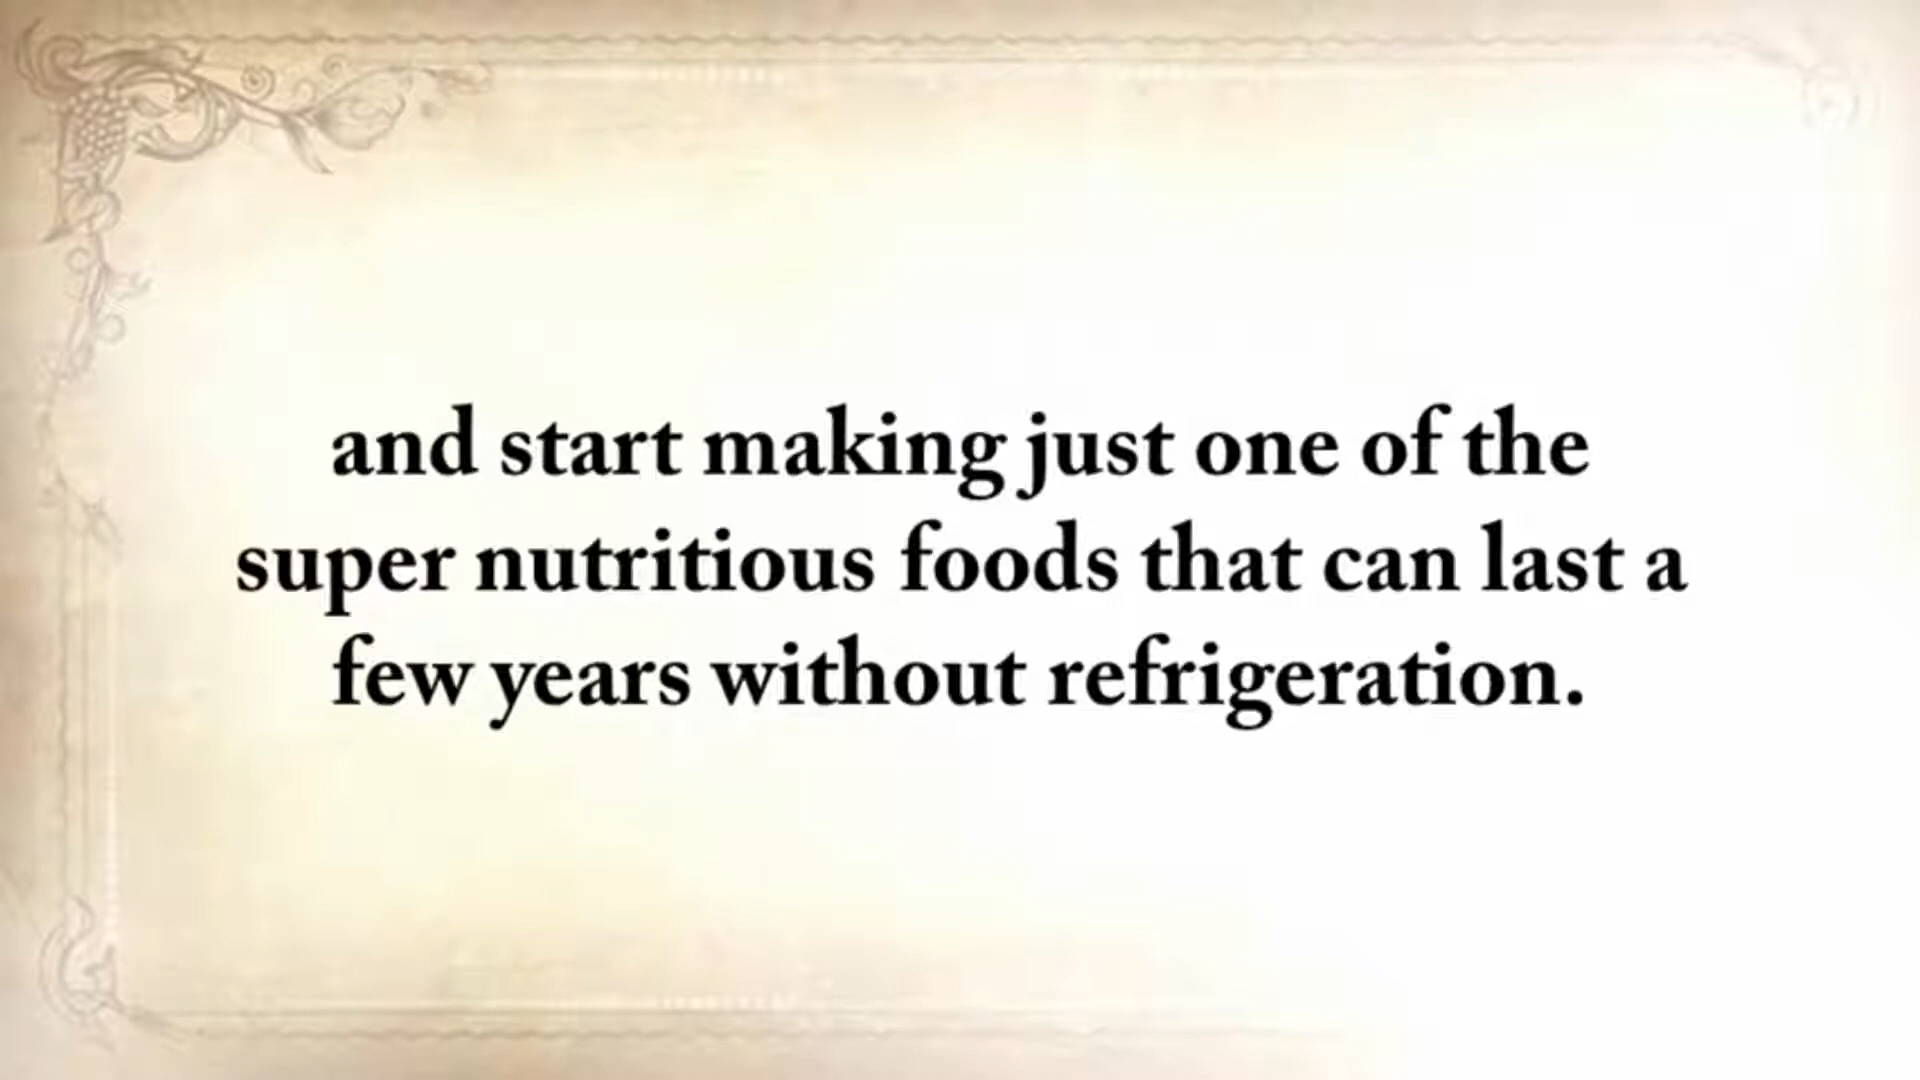 and start making just one of the
super nutritious foods that can last a
few years without refrigeration.